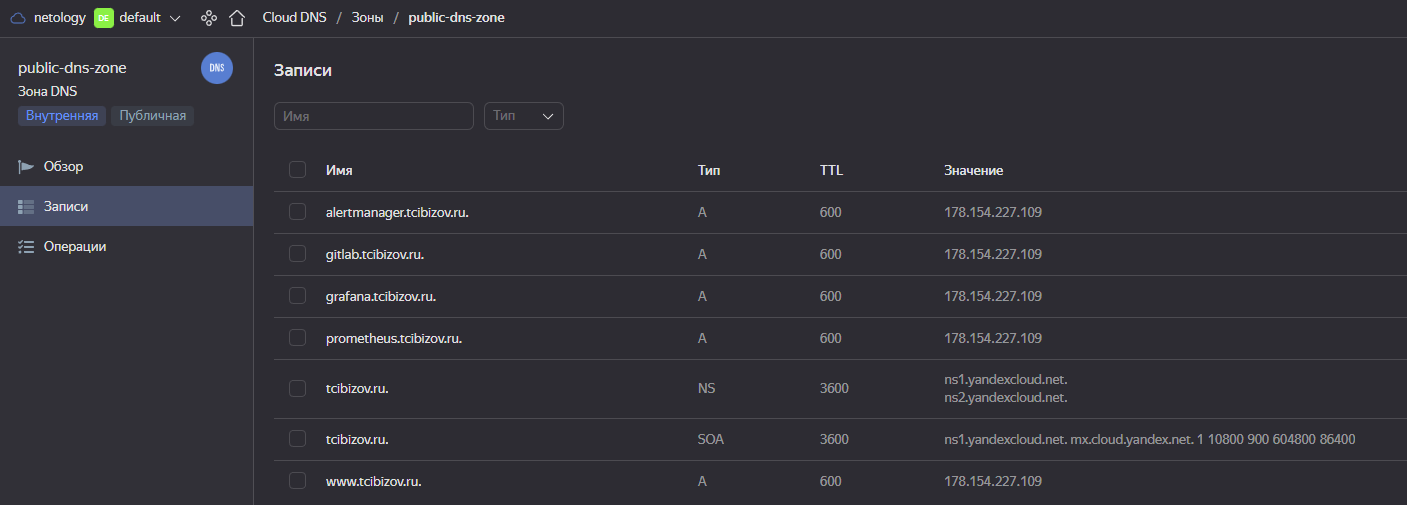 netology DE default Cloud DNS / Зоны / public-dns-zone
public-dns-zone DNS
Зона DNS
Внутренняя Публичная
Обзор
Записи
Операции
Записи
Имя Тип
Имя Тип TTL Значение
alertmanager.tcibizov.ru. A 600 178.154.227.109
gitlab.tcibizov.ru. A 600 178.154.227.109
grafana.tcibizov.ru. A 600 178.154.227.109
prometheus.tcibizov.ru. A 600 178.154.227.109
tcibizov.ru. NS 3600 ns1.yandexcloud.net.
ns2.yandexcloud.net.
tcibizov.ru. SOA 3600 ns1.yandexcloud.net. mx.cloud.yandex.net. 1 10800 900 604800 86400
www.tcibizov.ru. A 600 178.154.227.109